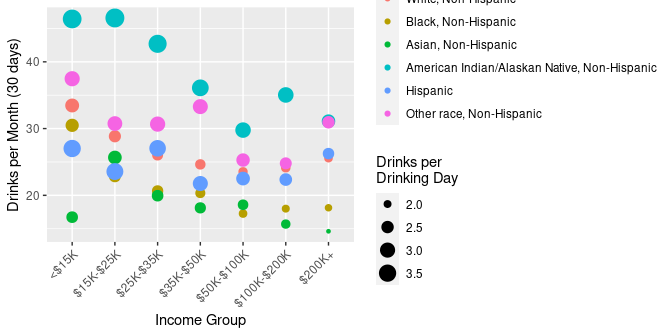 White, Non-Hispanic
Black, Non-Hispanic
Asian, Non-Hispanic
American Indian/Alaskan Native, Non-Hispanic
Hispanic
Other race, Non-Hispanic
Drinks per
Drinking Day
2.0
2.5
3.0
3.5
Drinks per Month (30 days)
40
30
20
<$15K
$15K-$25K
$25K-$35K
$35K-$50K
$50K-$100K
$100K-$200K
$200K+
Income Group